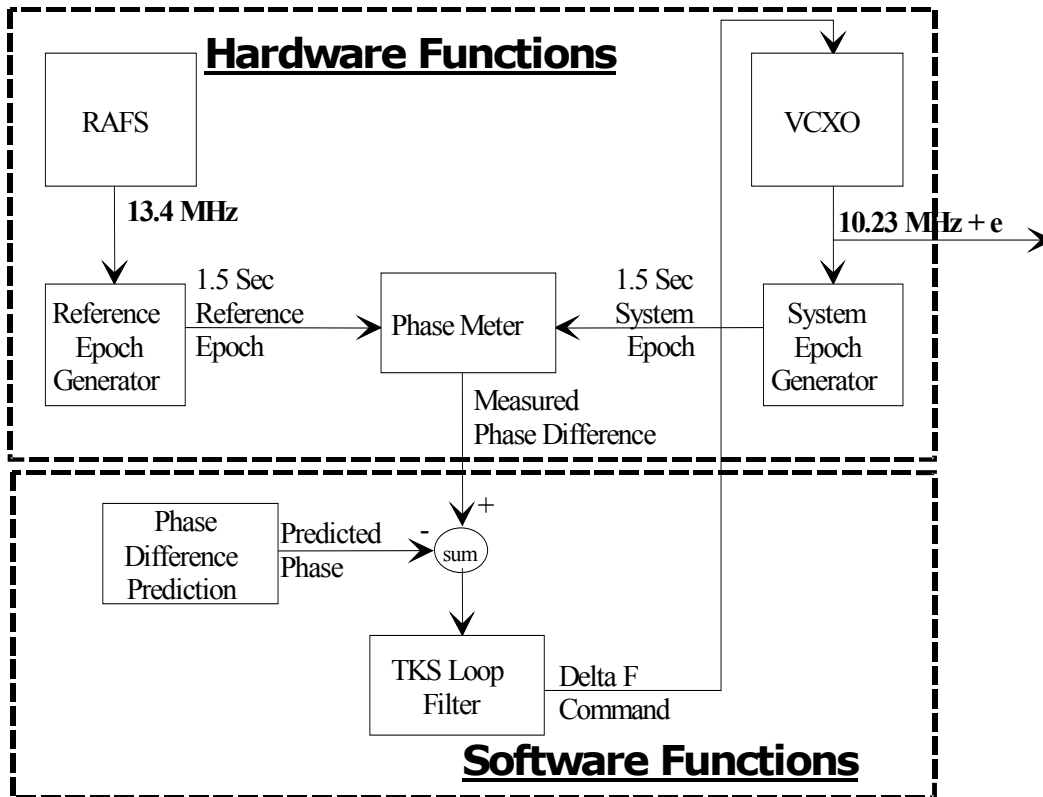 Hardware Functions
RAFS
VCXO
13.4 MHz
10.23 MHz + e
Reference
Epoch
Generator
1.5 Sec
Reference
Epoch
Phase Meter
1.5 Sec
System
Epoch
System
Epoch
Generator
Measured
Phase Difference
Phase
Difference
Prediction
Predicted
Phase
-
+
sum
TKS Loop
Filter
Delta F
Command
Software Functions